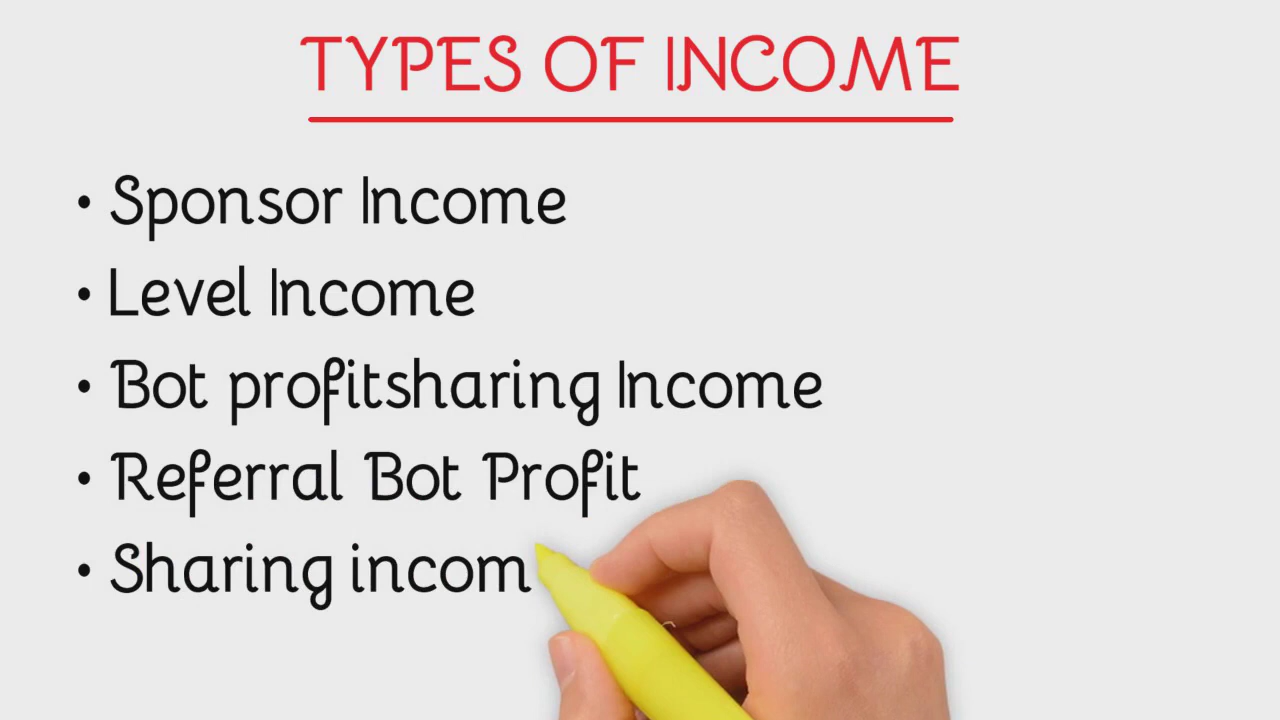 TYPES OF INCOME
• Sponsor Income
• Level Income
• Bot profitsharing Income
• Referral Bot Profit
• Sharing incom